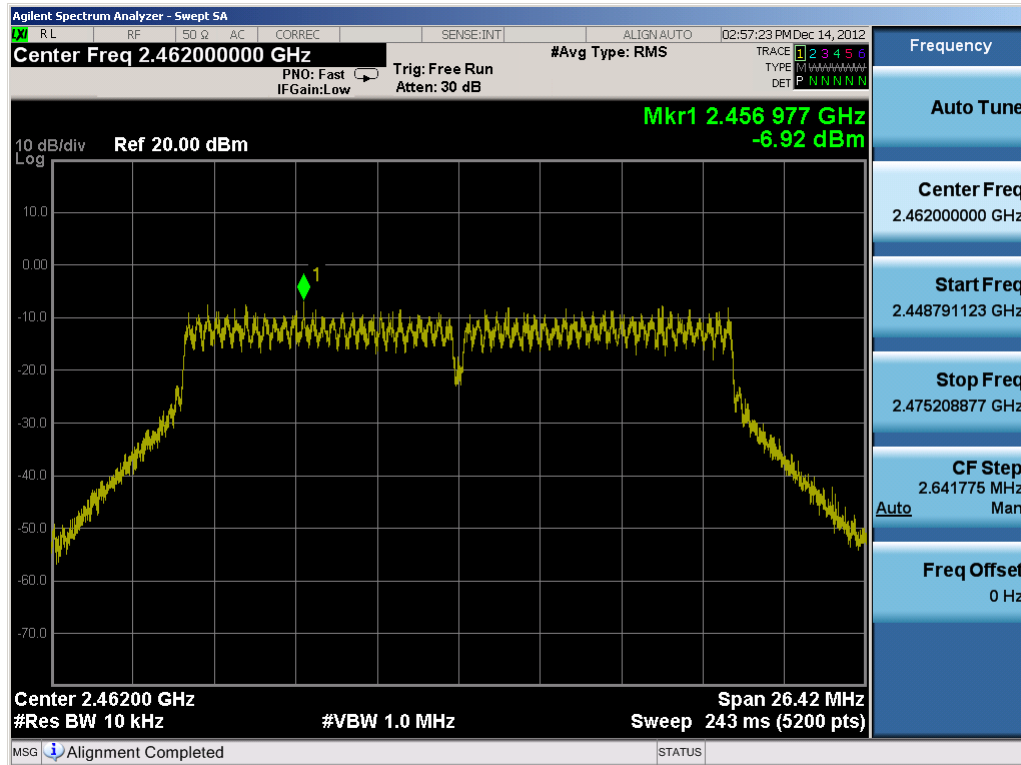 Agilent Spectrum Analyzer - Swept SA
LXI RL RF 50 Ω AC CORREC SENSE:INT ALIGN AUTO 02:57:23 PM Dec 14, 2012
Center Freq 2.462000000 GHz
PNO: Fast
IFGain:Low
Trig: Free Run
Atten: 30 dB
#Avg Type: RMS
TRACE 1 2 3 4 5 6
TYPE M WWWWW
DET P N N N N N
Mkr1 2.456 977 GHz
-6.92 dBm
10 dB/div Ref 20.00 dBm
Log
10.0
0.00
1
-10.0
-20.0
-30.0
-40.0
-50.0
-60.0
-70.0
Center 2.46200 GHz Span 26.42 MHz
#Res BW 10 kHz #VBW 1.0 MHz Sweep 243 ms (5200 pts)
MSG Alignment Completed STATUS
Frequency
Auto Tune
Center Freq
2.462000000 GHz
Start Freq
2.448791123 GHz
Stop Freq
2.475208877 GHz
CF Step
2.641775 MHz
Auto Man
Freq Offset
0 Hz